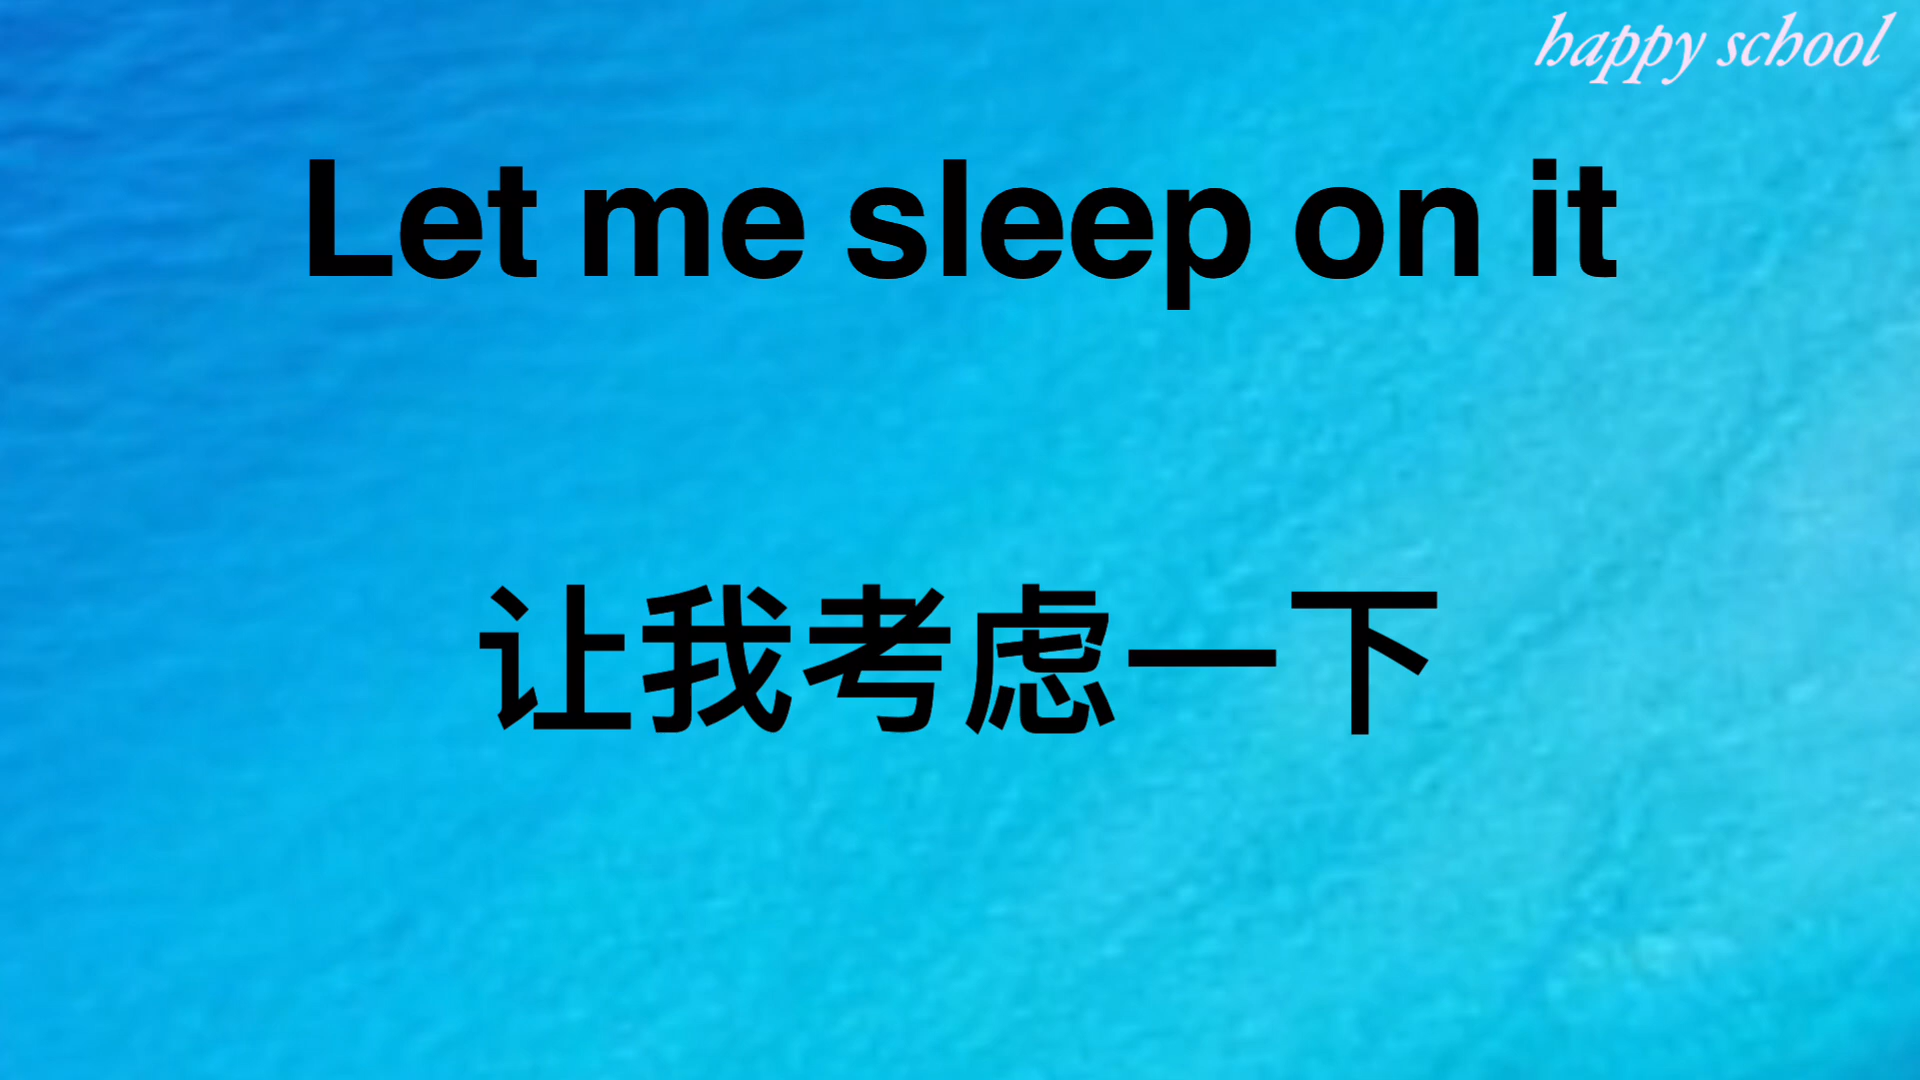 happy school
Let me sleep on it
让我考虑一下